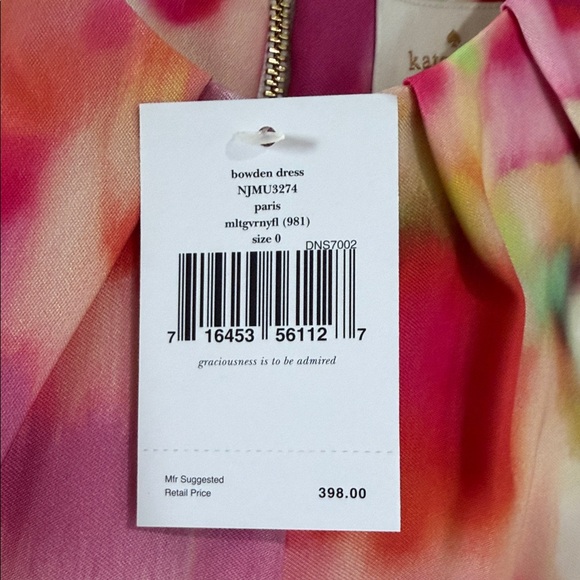 kate
bowden dress
NJMU3274
paris
mltgvrnyfl (981)
size 0
DNS7002
7 16453 56112 7
graciousness is to be admired
Mfr Suggested
Retail Price 398.00